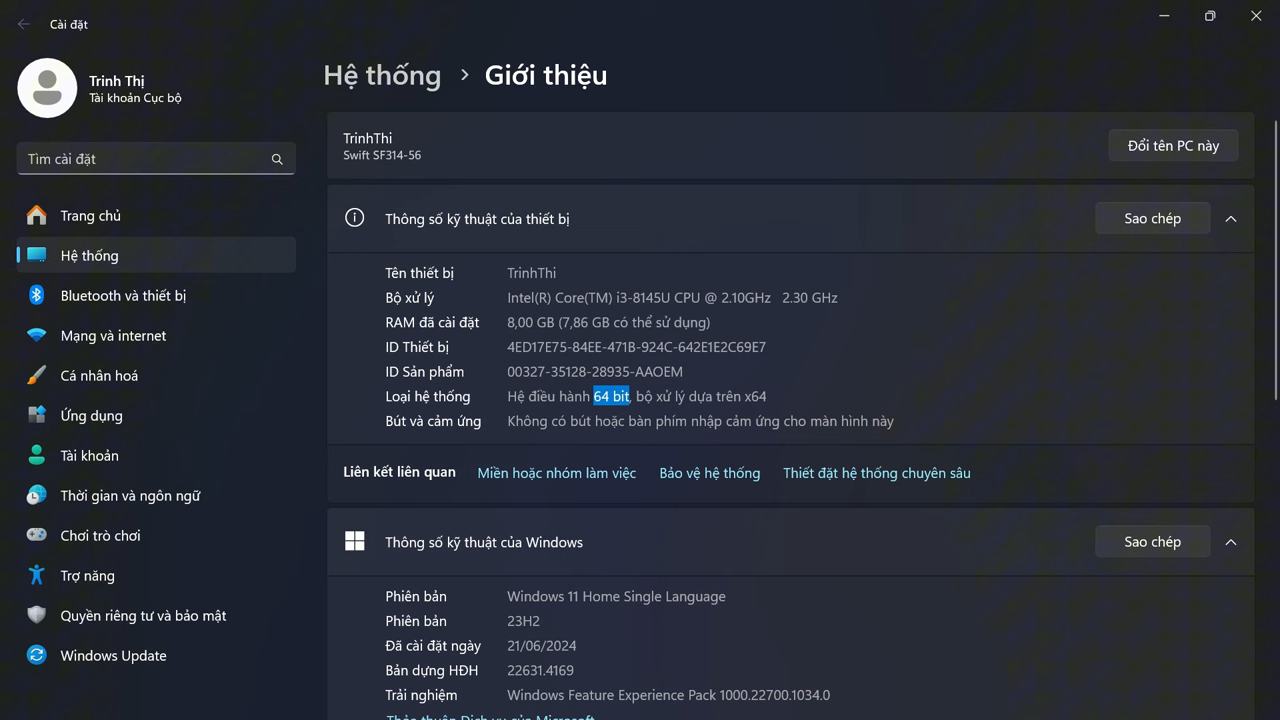 Cài đặt
Trinh Thị
Tài khoản Cục bộ
Tìm cài đặt
Trang chủ
Hệ thống
Bluetooth và thiết bị
Mạng và internet
Cá nhân hoá
Ứng dụng
Tài khoản
Thời gian và ngôn ngữ
Chơi trò chơi
Trợ năng
Quyền riêng tư và bảo mật
Windows Update
Hệ thống › Giới thiệu
TrinhThi
Swift SF314-56
Đổi tên PC này
Thông số kỹ thuật của thiết bị
Sao chép
Tên thiết bị TrinhThi
Bộ xử lý Intel(R) Core(TM) i3-8145U CPU @ 2.10GHz 2.30 GHz
RAM đã cài đặt 8,00 GB (7,86 GB có thể sử dụng)
ID Thiết bị 4ED17E75-84EE-471B-924C-642E1E2C69E7
ID Sản phẩm 00327-35128-28935-AAOEM
Loại hệ thống Hệ điều hành 64 bit, bộ xử lý dựa trên x64
Bút và cảm ứng Không có bút hoặc bàn phím nhập cảm ứng cho màn hình này
Liên kết liên quan Miền hoặc nhóm làm việc Bảo vệ hệ thống Thiết đặt hệ thống chuyên sâu
Thông số kỹ thuật của Windows
Sao chép
Phiên bản Windows 11 Home Single Language
Phiên bản 23H2
Đã cài đặt ngày 21/06/2024
Bản dựng HĐH 22631.4169
Trải nghiệm Windows Feature Experience Pack 1000.22700.1034.0
Thỏa thuận Dịch vụ của Microsoft